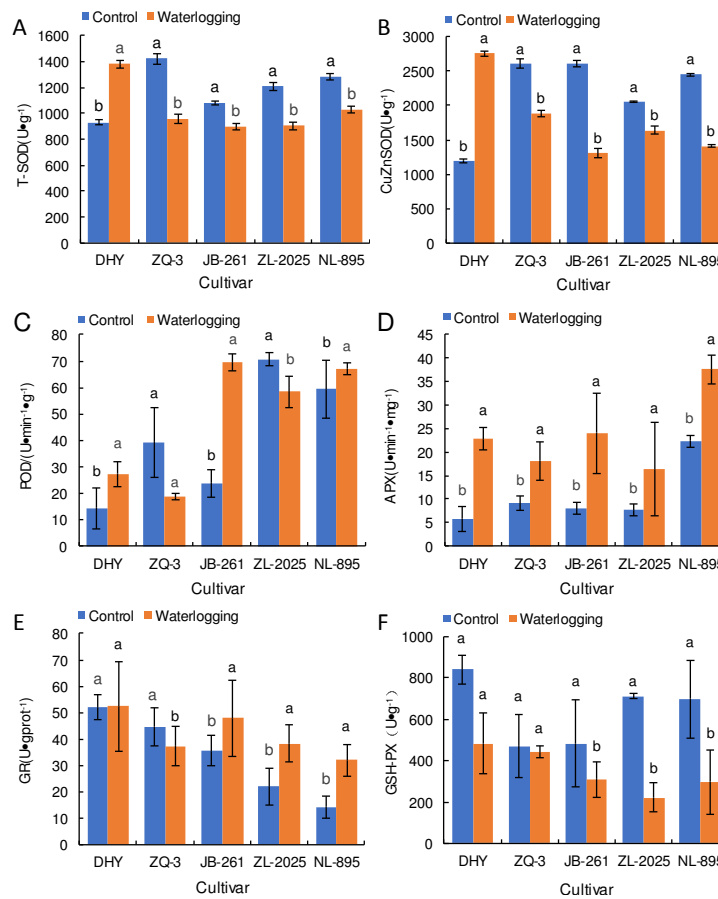 A
Control Waterlogging
T-SOD(U•g⁻¹)
1600
1400
1200
1000
800
600
400
200
0
b a a b a b a b a b
DHY ZQ-3 JB-261 ZL-2025 NL-895
Cultivar
B
Control Waterlogging
CuZnSOD(U•g⁻¹)
3000
2500
2000
1500
1000
500
0
b a a b a b a b a b
DHY ZQ-3 JB-261 ZL-2025 NL-895
Cultivar
C
Control Waterlogging
POD/(U•min⁻¹•g⁻¹)
80
70
60
50
40
30
20
10
0
b a a a b a a b b a
DHY ZQ-3 JB-261 ZL-2025 NL-895
Cultivar
D
Control Waterlogging
APX(U•min⁻¹•mg⁻¹)
45
40
35
30
25
20
15
10
5
0
b a b a b a b a b a
DHY ZQ-3 JB-261 ZL-2025 NL-895
Cultivar
E
Control Waterlogging
GR(U•gprot⁻¹)
80
70
60
50
40
30
20
10
0
a a a b b a b a b a
DHY ZQ-3 JB-261 ZL-2025 NL-895
Cultivar
F
Control Waterlogging
GSH-PX（U•g⁻¹）
1000
800
600
400
200
0
a a a a a b a b a b
DHY ZQ-3 JB-261 ZL-2025 NL-895
Cultivar